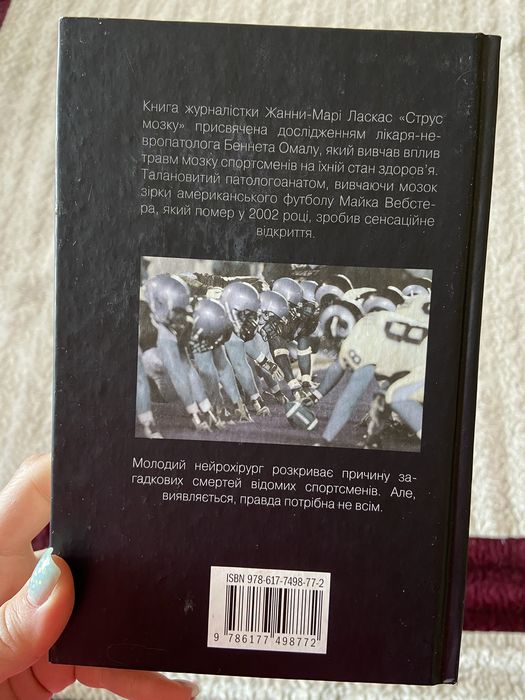 Книга журналістки Жанни-Марі Ласкас «Струс
мозку» присвячена дослідженням лікаря-не-
вропатолога Беннета Омалу, який вивчав вплив
травм мозку спортсменів на їхній стан здоров'я.
Талановитий патологоанатом, вивчаючи мозок
зірки американського футболу Майка Вебсте-
ра, який помер у 2002 році, зробив сенсаційне
відкриття.
8
18
Молодий нейрохірург розкриває причину за-
гадкових смертей відомих спортсменів. Але,
виявляється, правда потрібна не всім.
ISBN 978-617-7498-77-2
9 786177 498772